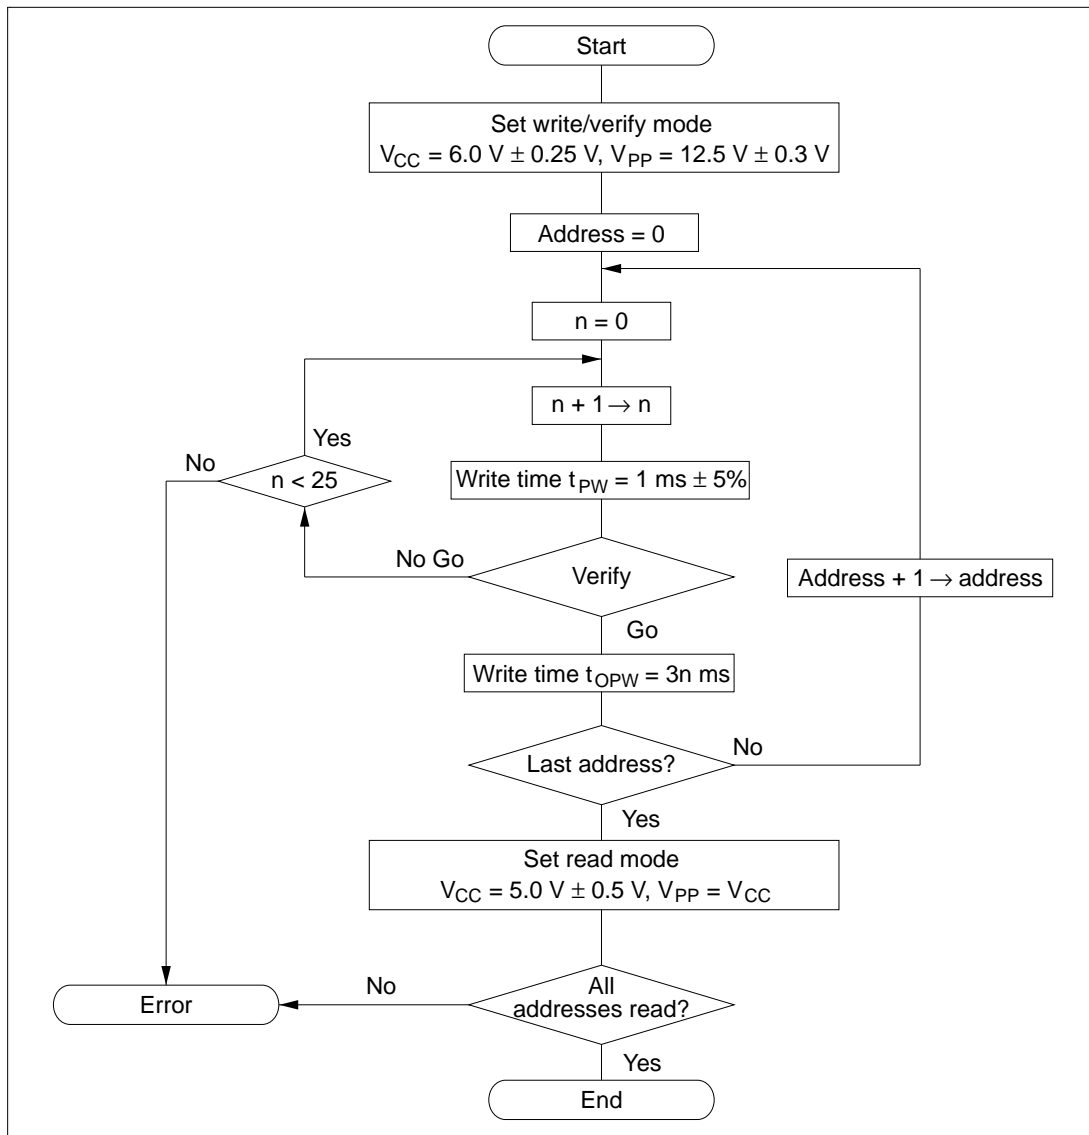 Start
Set write/verify mode
VCC = 6.0 V ± 0.25 V, VPP = 12.5 V ± 0.3 V
Address = 0
n = 0
n + 1 → n
Yes
No
n < 25
Write time tPW = 1 ms ± 5%
No Go
Verify
Address + 1 → address
Go
Write time tOPW = 3n ms
Last address?
No
Yes
Set read mode
VCC = 5.0 V ± 0.5 V, VPP = VCC
All
addresses read?
No
Error
Yes
End